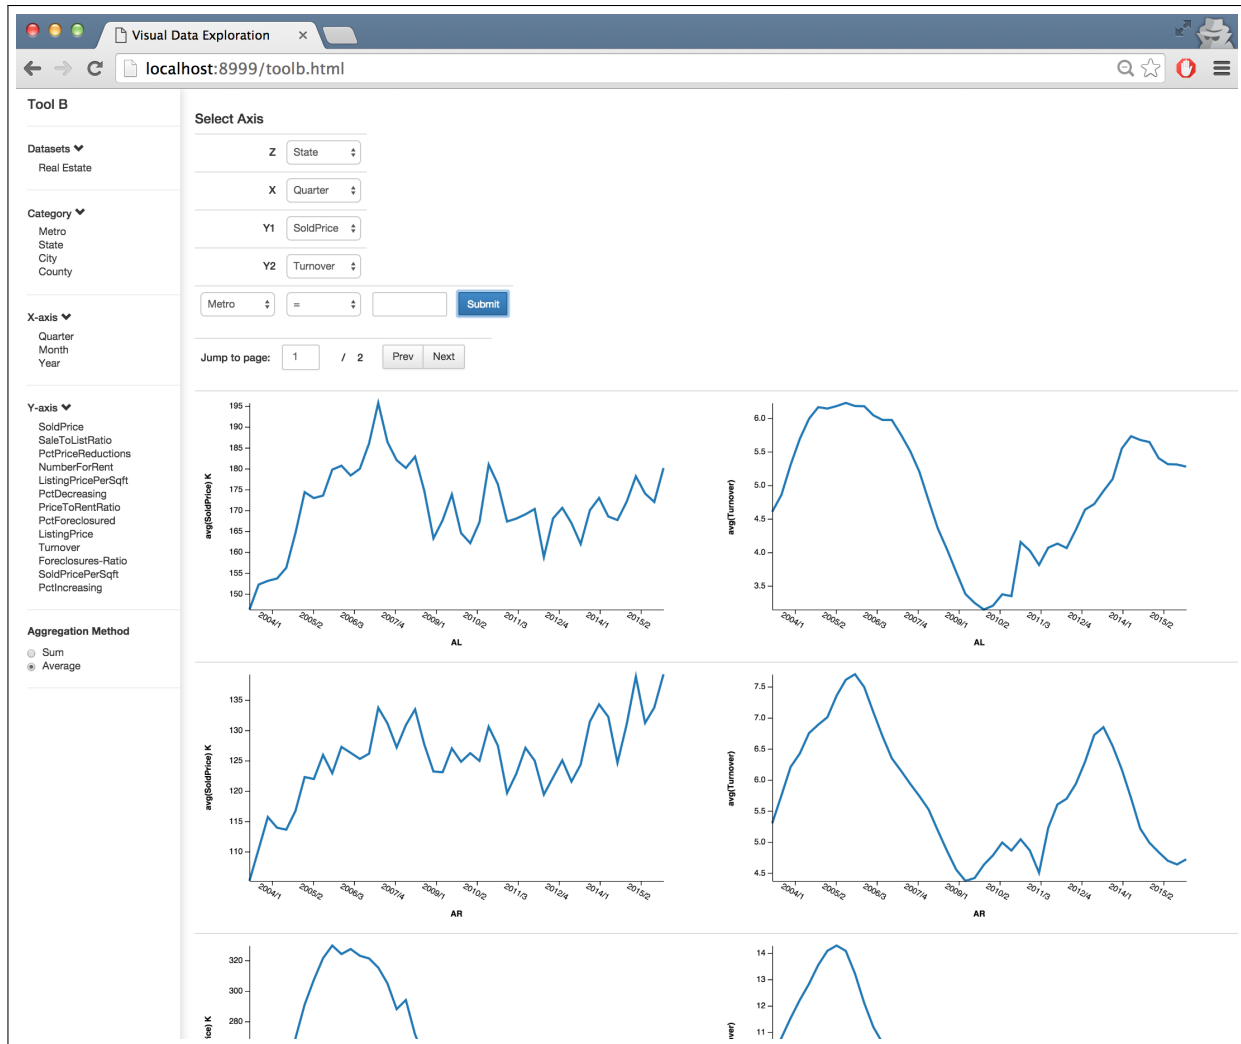 Visual Data Exploration
localhost:8999/toolb.html
Tool B
Datasets
Real Estate
Category
Metro
State
City
County
X-axis
Quarter
Month
Year
Y-axis
SoldPrice
SaleToListRatio
PctPriceReductions
NumberForRent
ListingPricePerSqft
PctDecreasing
PriceToRentRatio
PctForeclosured
ListingPrice
Turnover
Foreclosures-Ratio
SoldPricePerSqft
PctIncreasing
Aggregation Method
Sum
Average
Select Axis
Z State
X Quarter
Y1 SoldPrice
Y2 Turnover
Metro = Submit
Jump to page: 1 / 2 Prev Next
195
190
185
180
175
170
165
160
155
150
avg(SoldPrice) K
2004/1 2005/2 2006/3 2007/4 2009/1 2010/2 2011/3 2012/4 2014/1 2015/2
AL
6.0
5.5
5.0
4.5
4.0
3.5
avg(Turnover)
2004/1 2005/2 2006/3 2007/4 2009/1 2010/2 2011/3 2012/4 2014/1 2015/2
AL
135
130
125
120
115
110
avg(SoldPrice) K
2004/1 2005/2 2006/3 2007/4 2009/1 2010/2 2011/3 2012/4 2014/1 2015/2
AR
7.5
7.0
6.5
6.0
5.5
5.0
4.5
avg(Turnover)
2004/1 2005/2 2006/3 2007/4 2009/1 2010/2 2011/3 2012/4 2014/1 2015/2
AR
320
300
280
ice) K
14
13
12
11
ver)